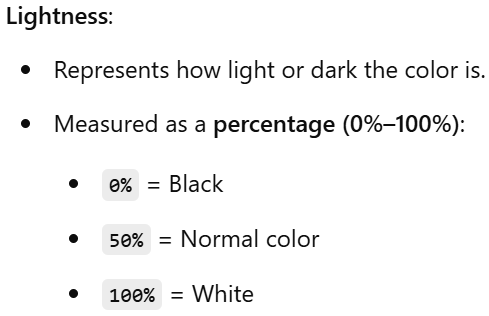 Lightness:
• Represents how light or dark the color is.
• Measured as a percentage (0%–100%):
• 0% = Black
• 50% = Normal color
• 100% = White